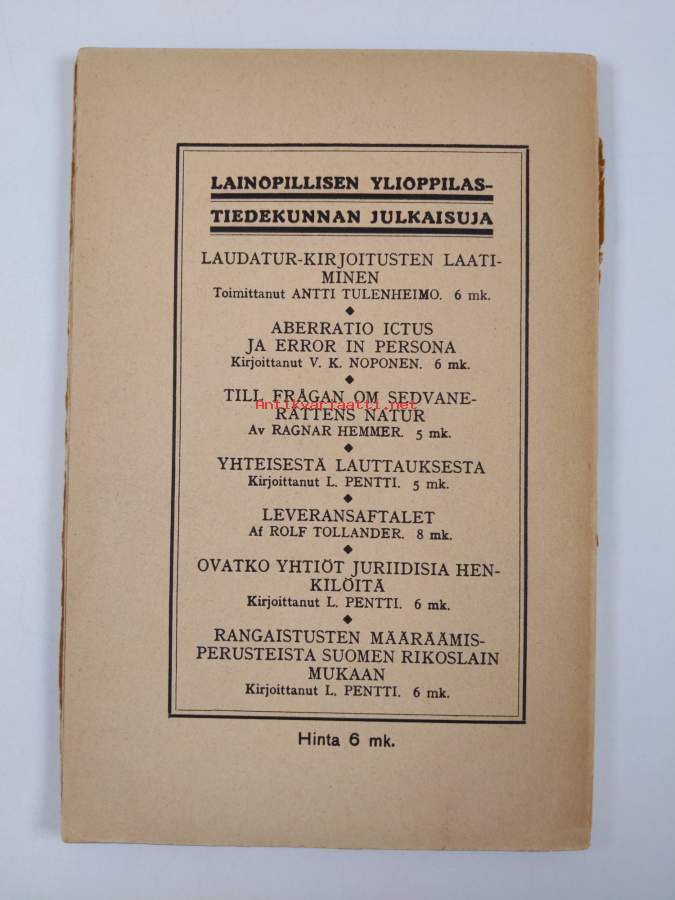 LAINOPILLISEN YLIOPPILAS-
TIEDEKUNNAN JULKAISUJA
LAUDATUR-KIRJOITUSTEN LAATI-
MINEN
Toimittanut ANTTI TULENHEIMO. 6 mk.
ABERRATIO ICTUS
JA ERROR IN PERSONA
Kirjoittanut V. K. NOPONEN. 6 mk.
TILL FRÅGAN OM SEDVANE-
Antikvariaatti.net
RÄTTENS NATUR
Av RAGNAR HEMMER. 5 mk.
YHTEISESTÄ LAUTTAUKSESTA
Kirjoittanut L. PENTTI. 5 mk.
LEVERANSAFTALET
Af ROLF TOLLANDER. 8 mk.
OVATKO YHTIÖT JURIIDISIA HEN-
KILÖITÄ
Kirjoittanut L. PENTTI. 6 mk.
RANGAISTUSTEN MÄÄRÄÄMIS-
PERUSTEISTA SUOMEN RIKOSLAIN
MUKAAN
Kirjoittanut L. PENTTI. 6 mk.
Hinta 6 mk.